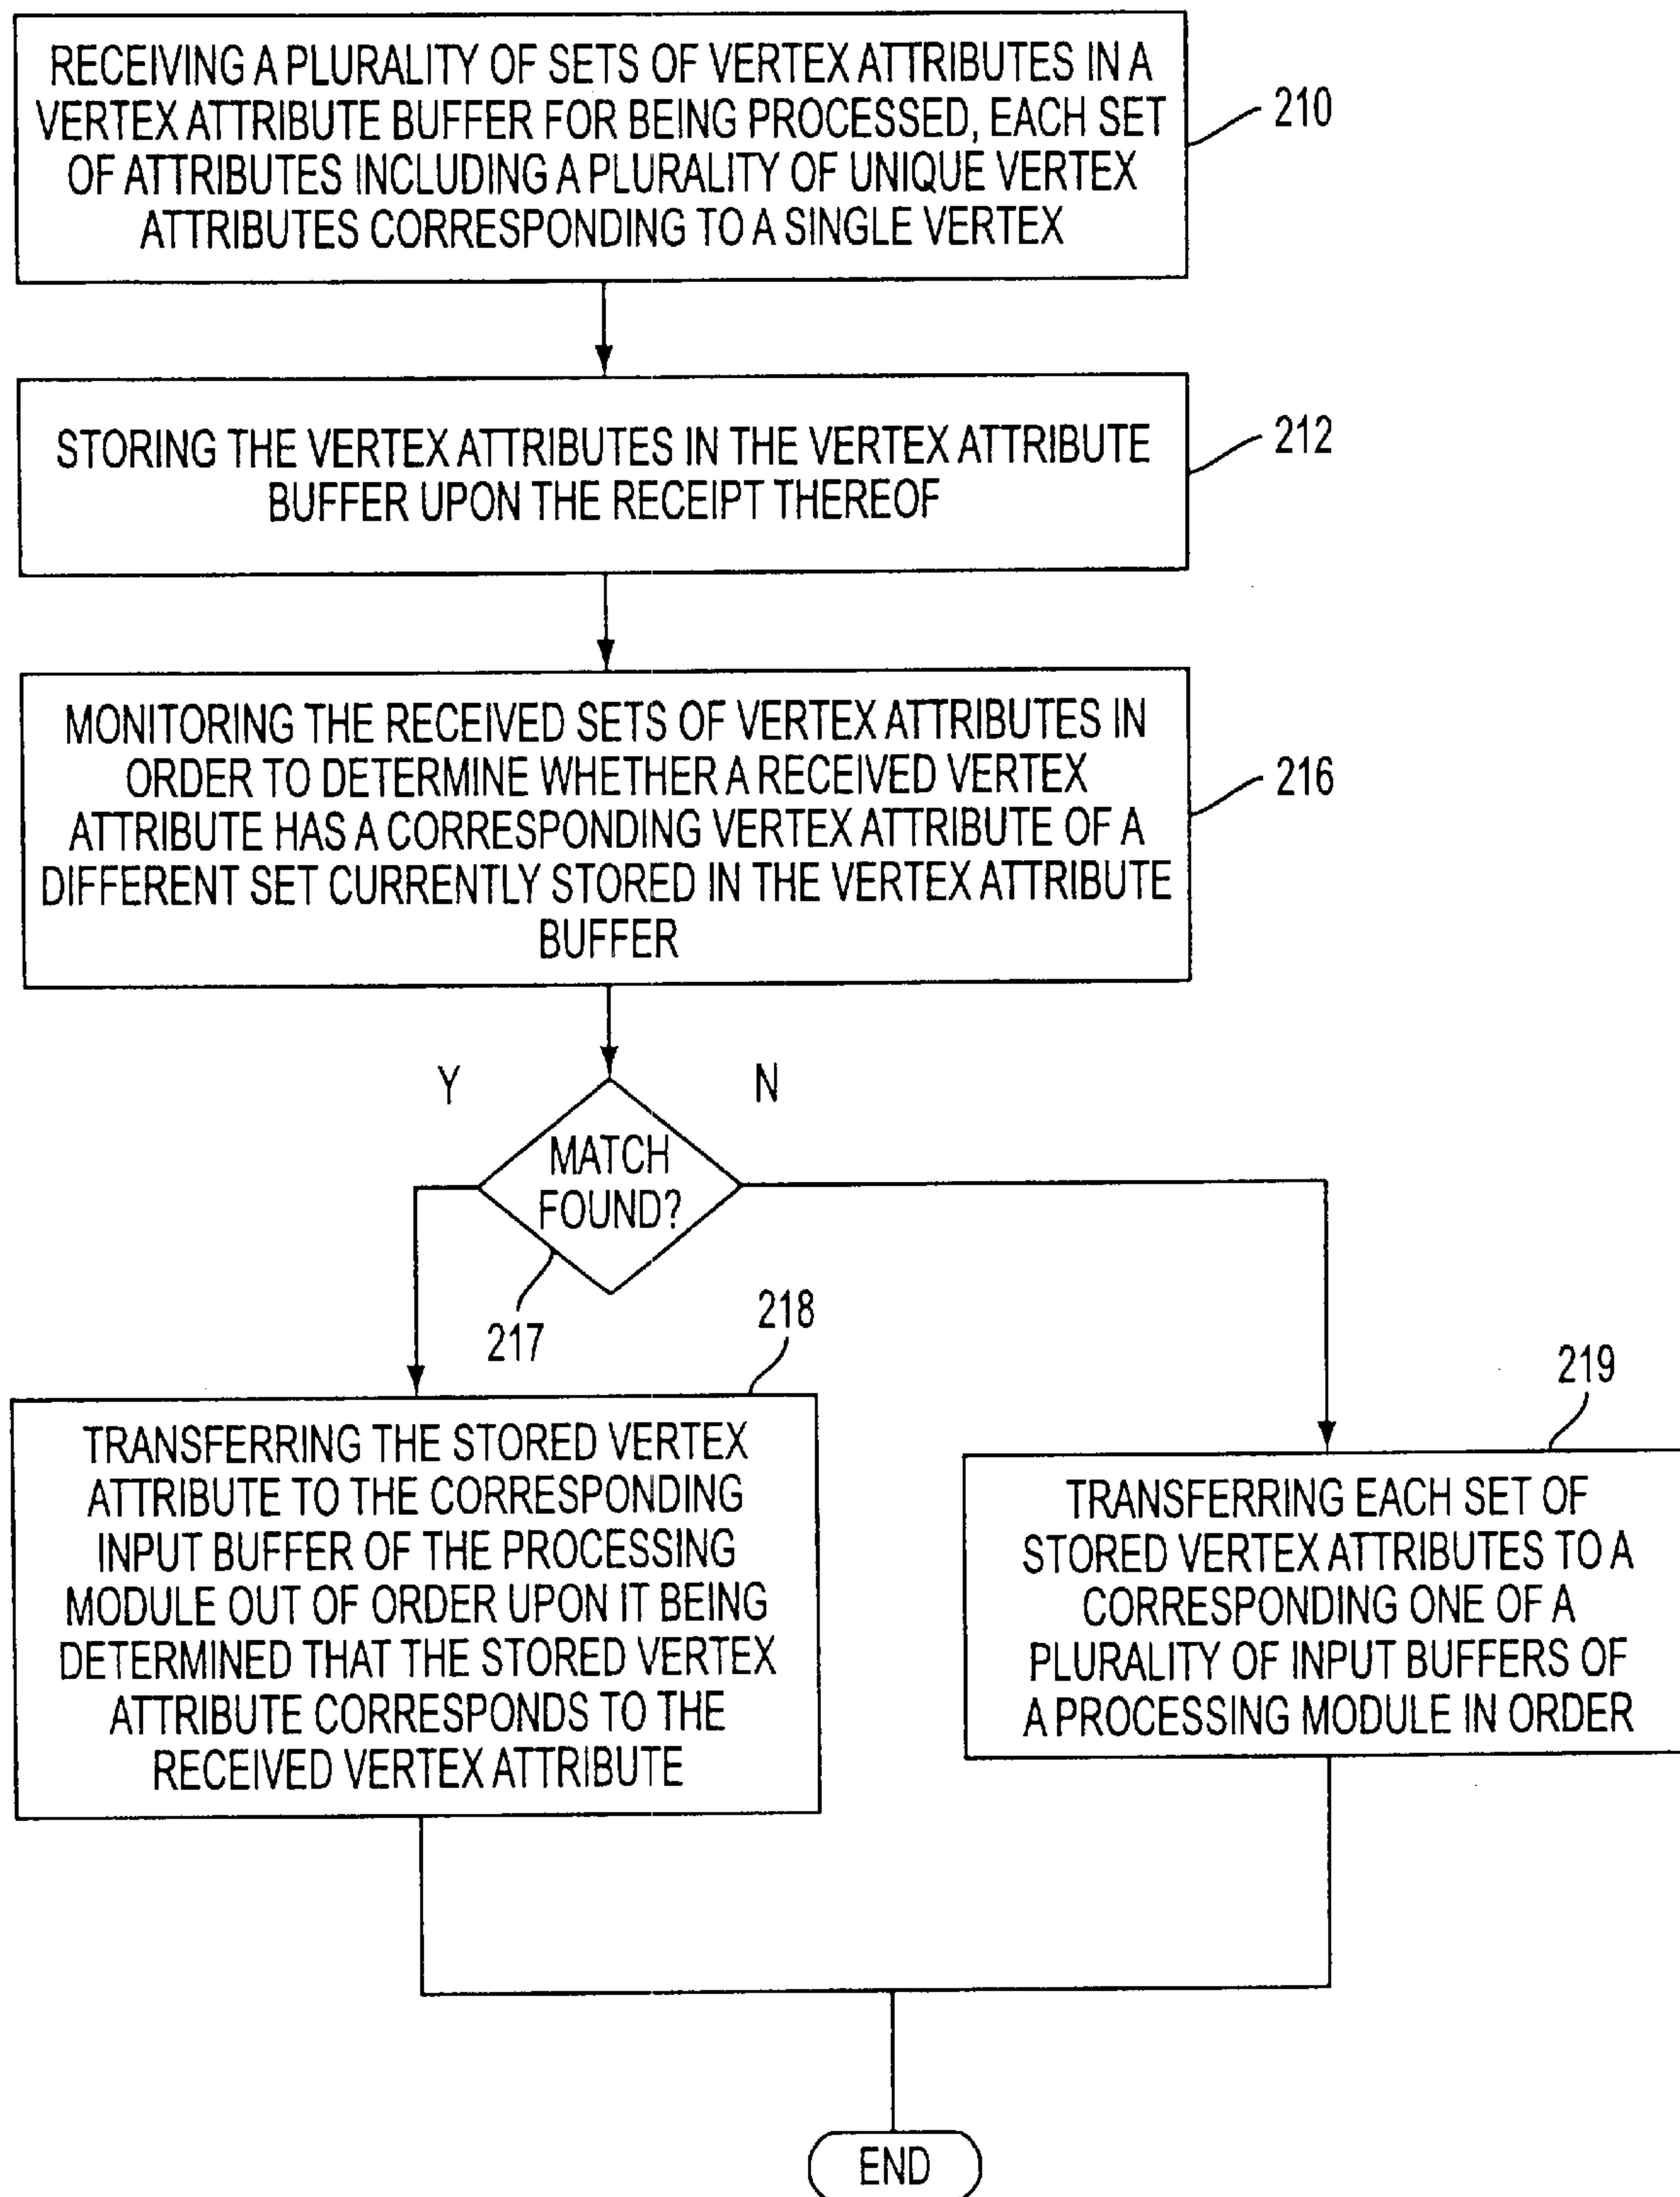 RECEIVING A PLURALITY OF SETS OF VERTEX ATTRIBUTES IN A
VERTEX ATTRIBUTE BUFFER FOR BEING PROCESSED, EACH SET
OF ATTRIBUTES INCLUDING A PLURALITY OF UNIQUE VERTEX
ATTRIBUTES CORRESPONDING TO A SINGLE VERTEX
210
STORING THE VERTEX ATTRIBUTES IN THE VERTEX ATTRIBUTE
BUFFER UPON THE RECEIPT THEREOF
212
MONITORING THE RECEIVED SETS OF VERTEX ATTRIBUTES IN
ORDER TO DETERMINE WHETHER A RECEIVED VERTEX
ATTRIBUTE HAS A CORRESPONDING VERTEX ATTRIBUTE OF A
DIFFERENT SET CURRENTLY STORED IN THE VERTEX ATTRIBUTE
BUFFER
216
Y
N
MATCH
FOUND?
217
218
TRANSFERRING THE STORED VERTEX
ATTRIBUTE TO THE CORRESPONDING
INPUT BUFFER OF THE PROCESSING
MODULE OUT OF ORDER UPON IT BEING
DETERMINED THAT THE STORED VERTEX
ATTRIBUTE CORRESPONDS TO THE
RECEIVED VERTEX ATTRIBUTE
219
TRANSFERRING EACH SET OF
STORED VERTEX ATTRIBUTES TO A
CORRESPONDING ONE OF A
PLURALITY OF INPUT BUFFERS OF
A PROCESSING MODULE IN ORDER
END